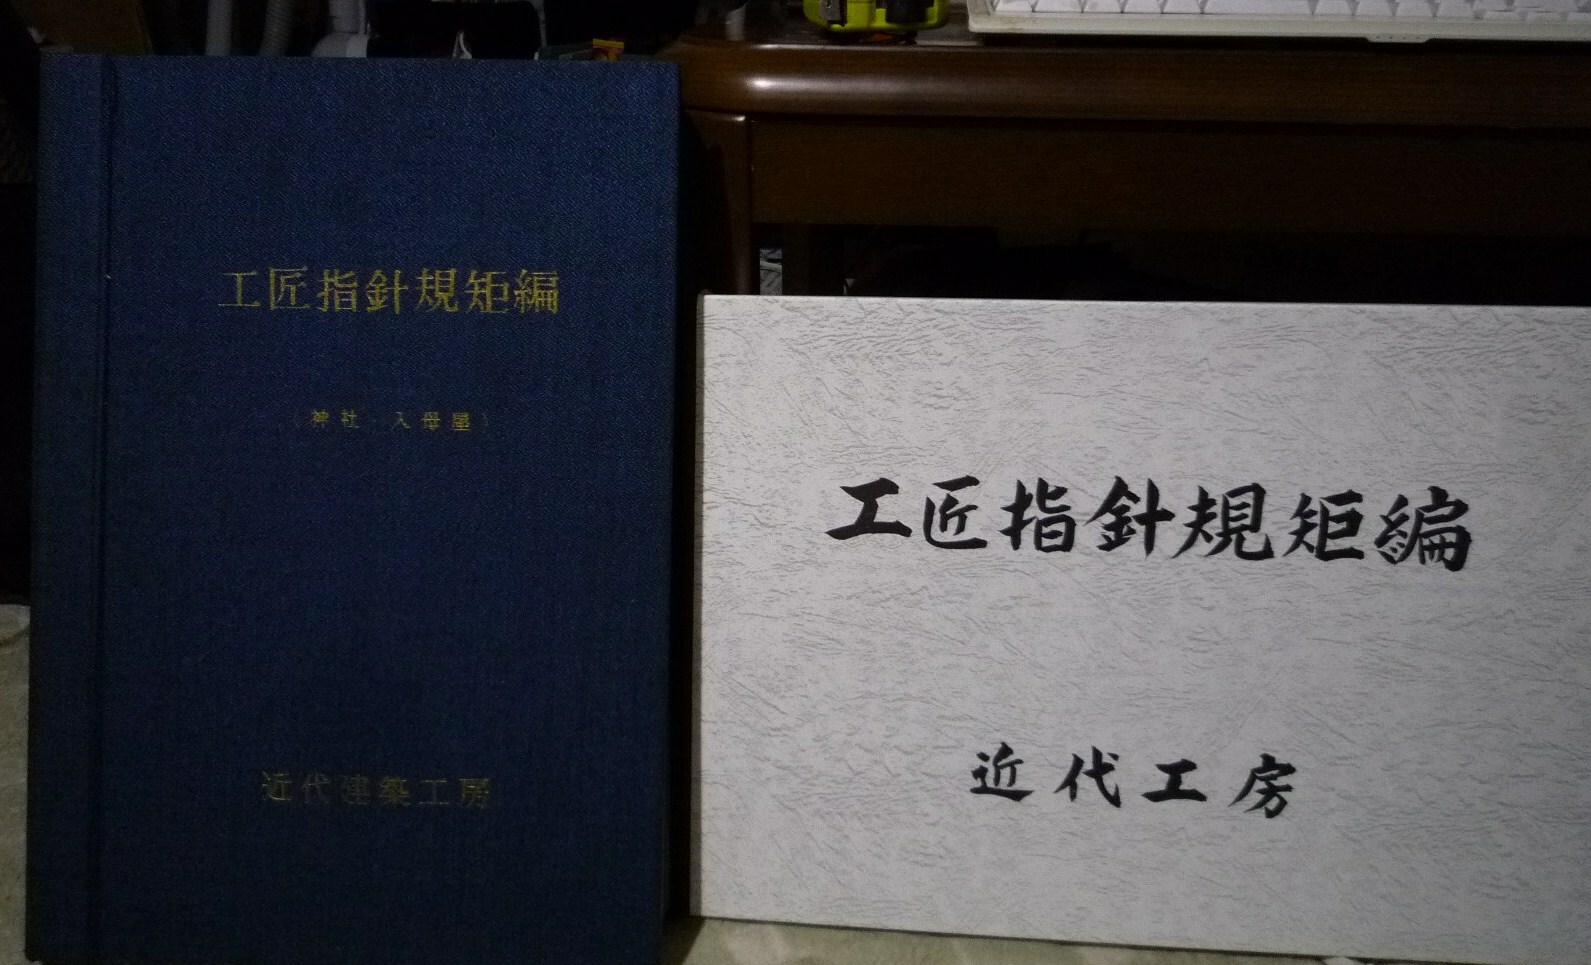 工匠指針規矩編
（神社・入母屋）
近代建築工房
工匠指針規矩編
近代工房